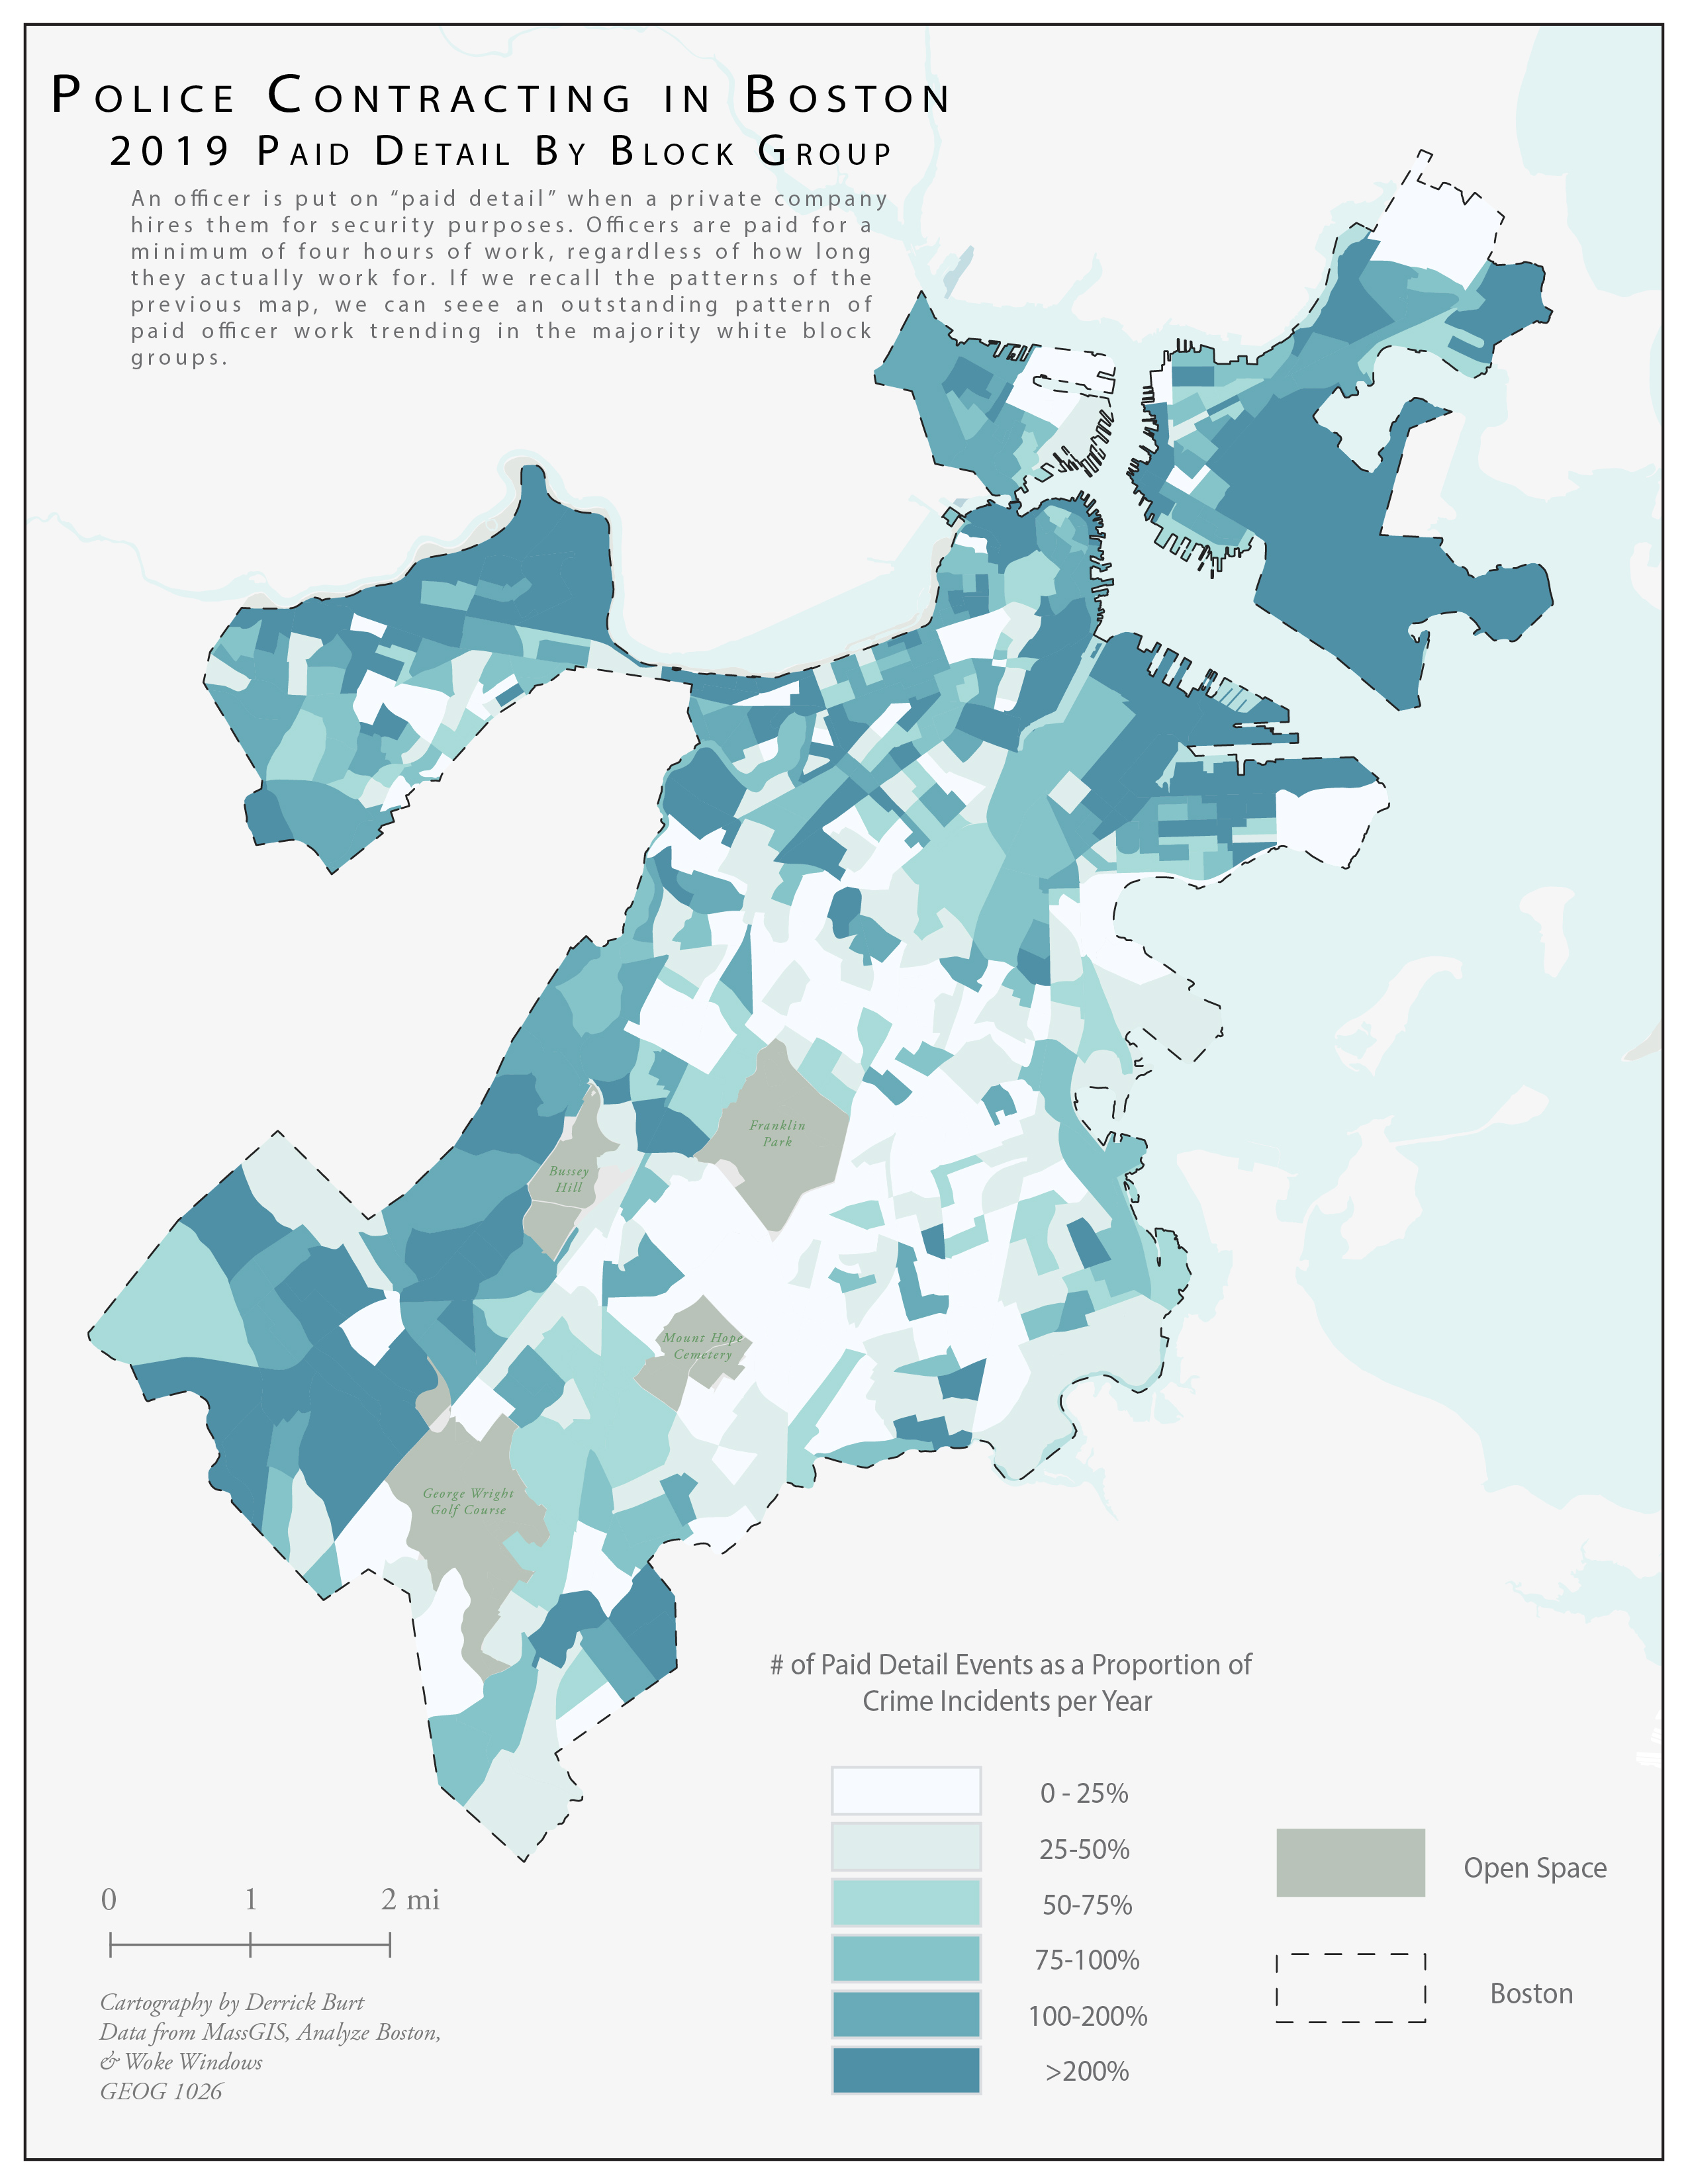 Police Contracting in Boston
2019 Paid Detail By Block Group
An officer is put on “paid detail” when a private company
hires them for security purposes. Officers are paid for a
minimum of four hours of work, regardless of how long
they actually work for. If we recall the patterns of the
previous map, we can seee an outstanding pattern of
paid officer work trending in the majority white block
groups.
Franklin
Park
Bussey
Hill
Mount Hope
Cemetery
George Wright
Golf Course
# of Paid Detail Events as a Proportion of
Crime Incidents per Year
0 - 25%
25-50%
50-75%
75-100%
100-200%
>200%
Open Space
Boston
0 1 2 mi
Cartography by Derrick Burt
Data from MassGIS, Analyze Boston,
& Woke Windows
GEOG 1026